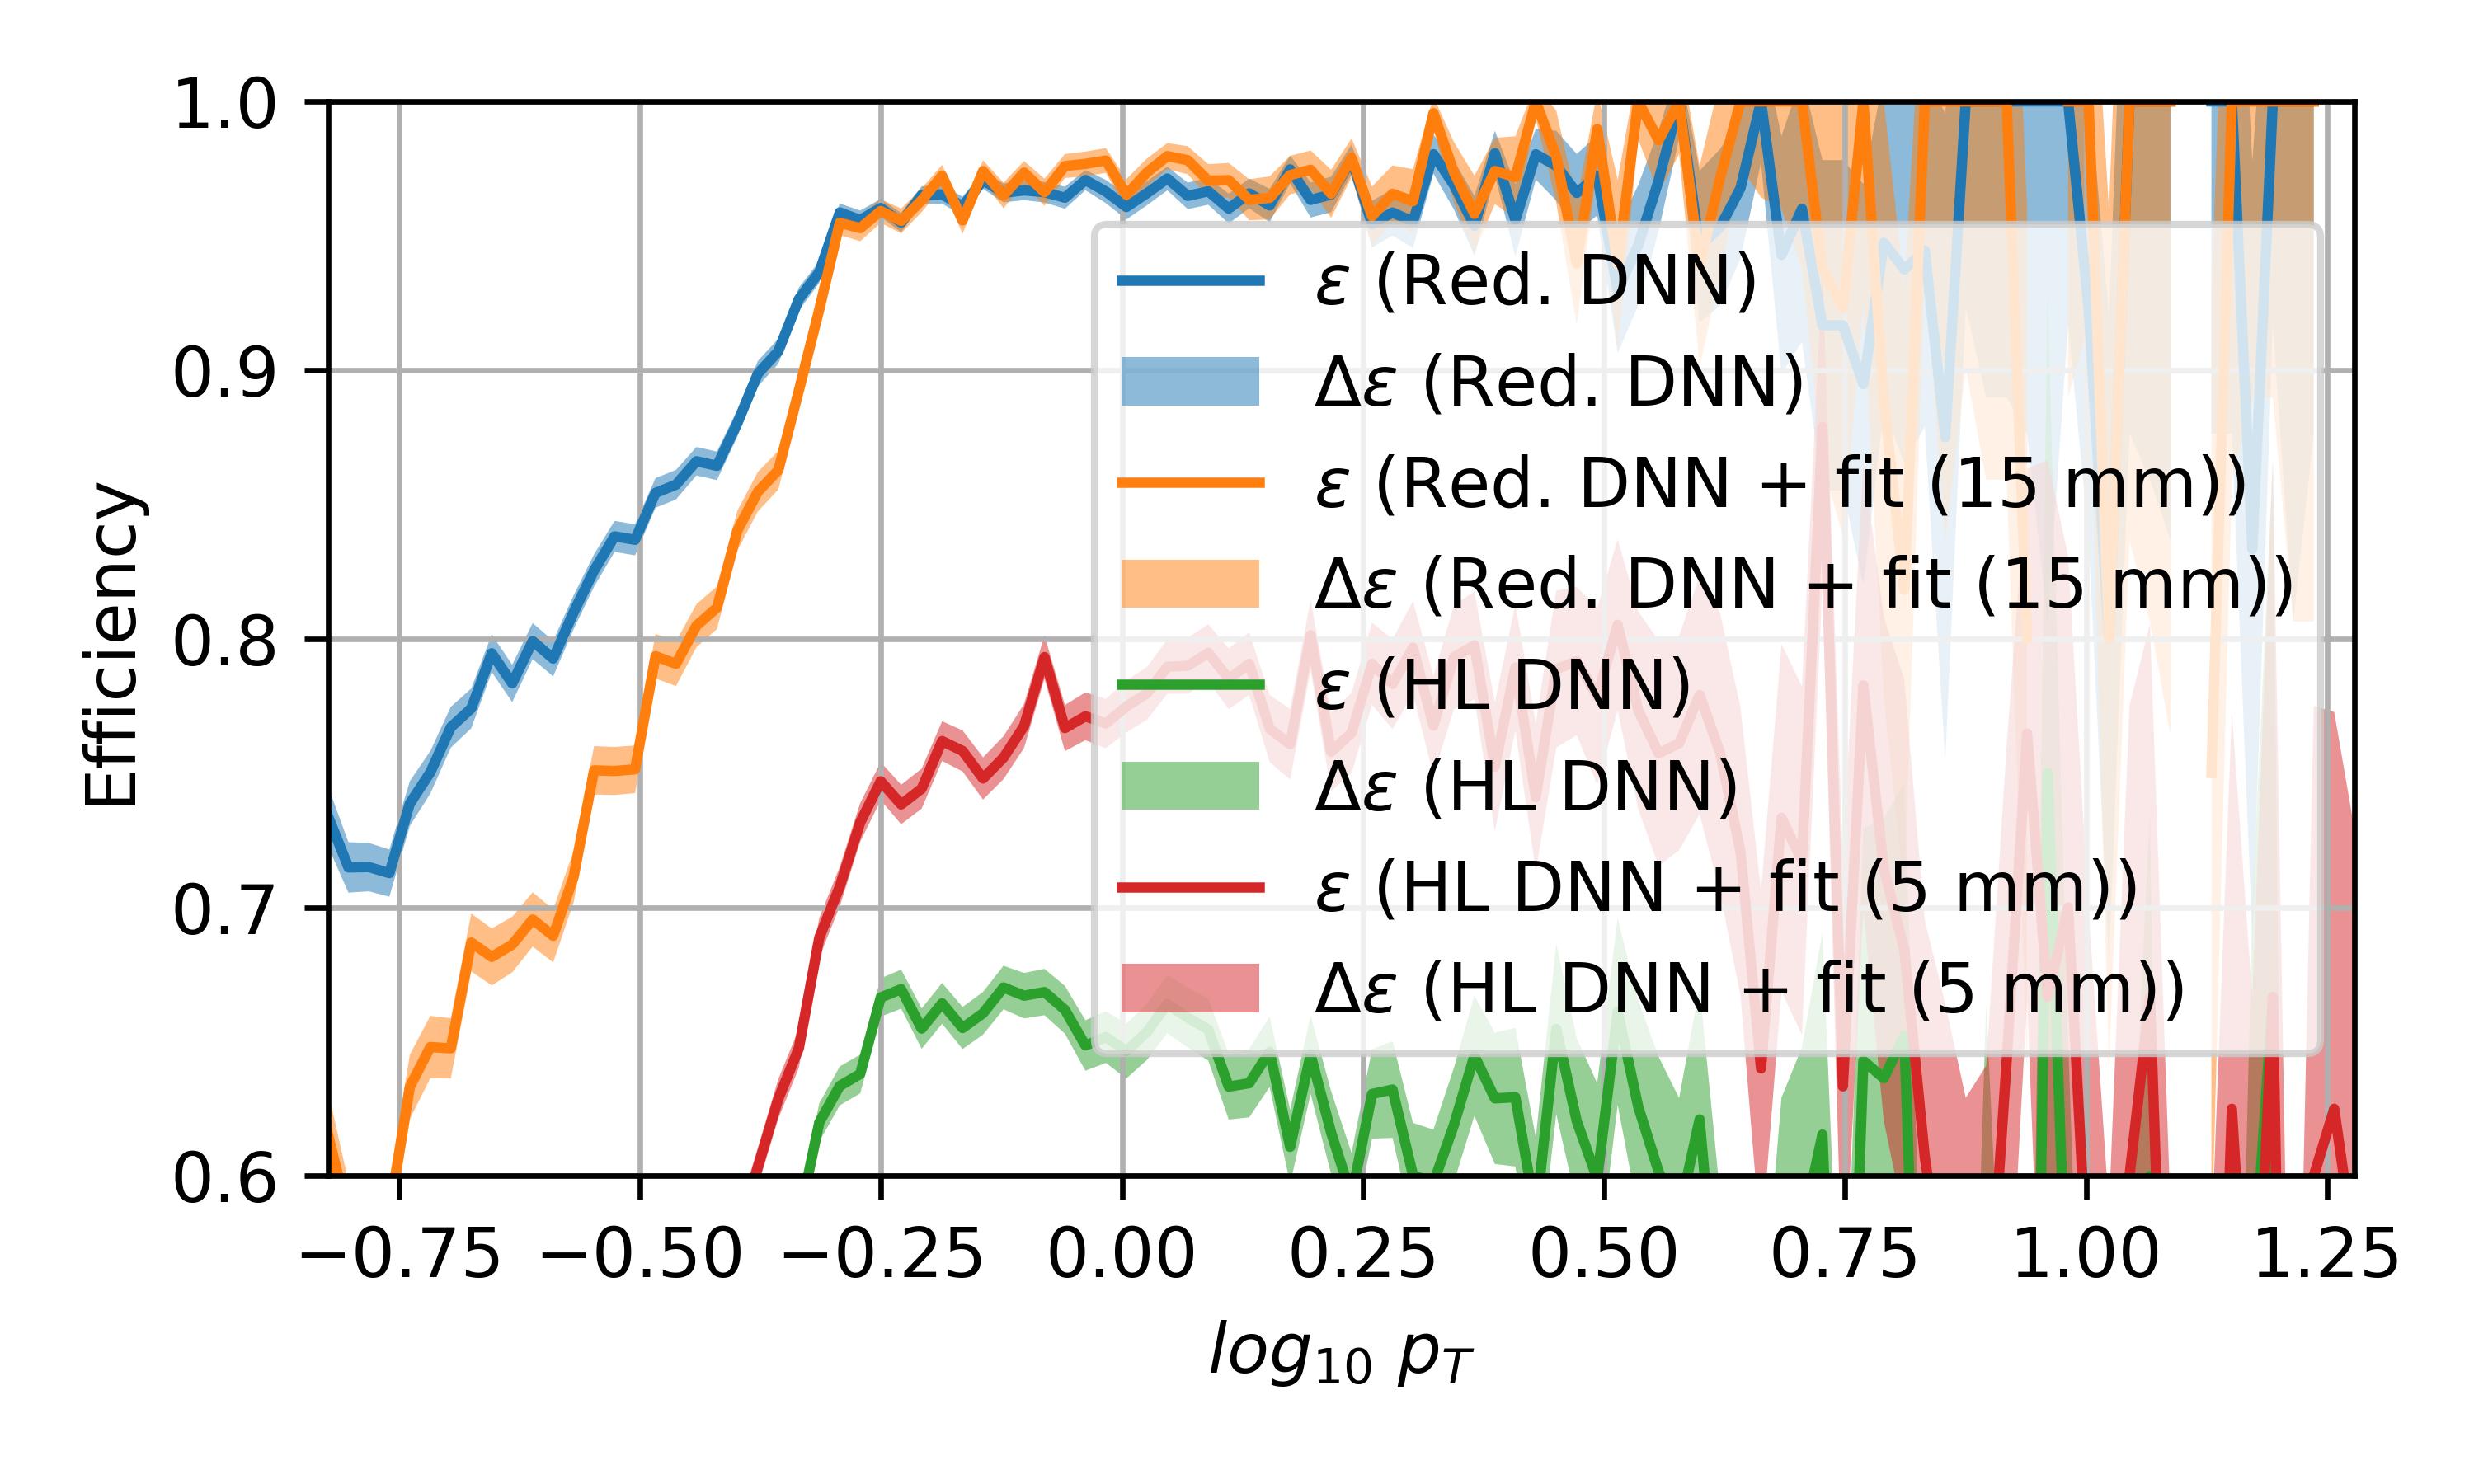 1.0
0.9
0.8
0.7
0.6
Efficiency
ε (Red. DNN)
Δε (Red. DNN)
ε (Red. DNN + fit (15 mm))
Δε (Red. DNN + fit (15 mm))
ε (HL DNN)
Δε (HL DNN)
ε (HL DNN + fit (5 mm))
Δε (HL DNN + fit (5 mm))
−0.75 −0.50 −0.25 0.00 0.25 0.50 0.75 1.00 1.25
log₁₀ p_T